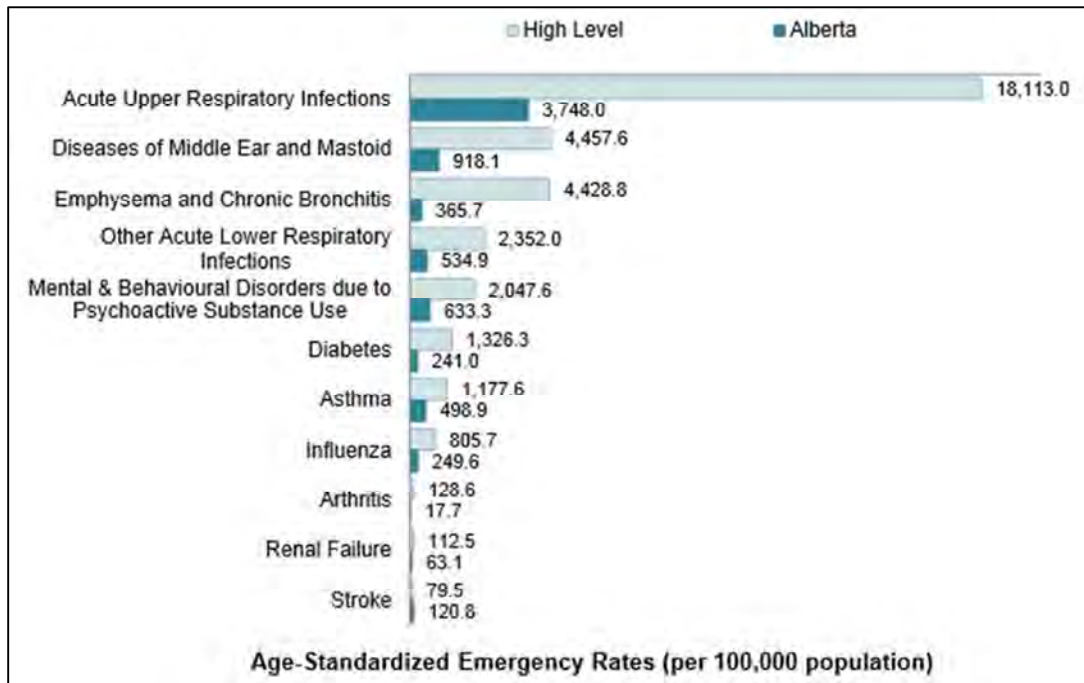 High Level
Alberta
Acute Upper Respiratory Infections
18,113.0
3,748.0
Diseases of Middle Ear and Mastoid
4,457.6
918.1
Emphysema and Chronic Bronchitis
4,428.8
365.7
Other Acute Lower Respiratory
Infections
2,352.0
534.9
Mental & Behavioural Disorders due to
Psychoactive Substance Use
2,047.6
633.3
Diabetes
1,326.3
241.0
Asthma
1,177.6
498.9
Influenza
805.7
249.6
Arthritis
128.6
17.7
Renal Failure
112.5
63.1
Stroke
79.5
120.8
Age-Standardized Emergency Rates (per 100,000 population)